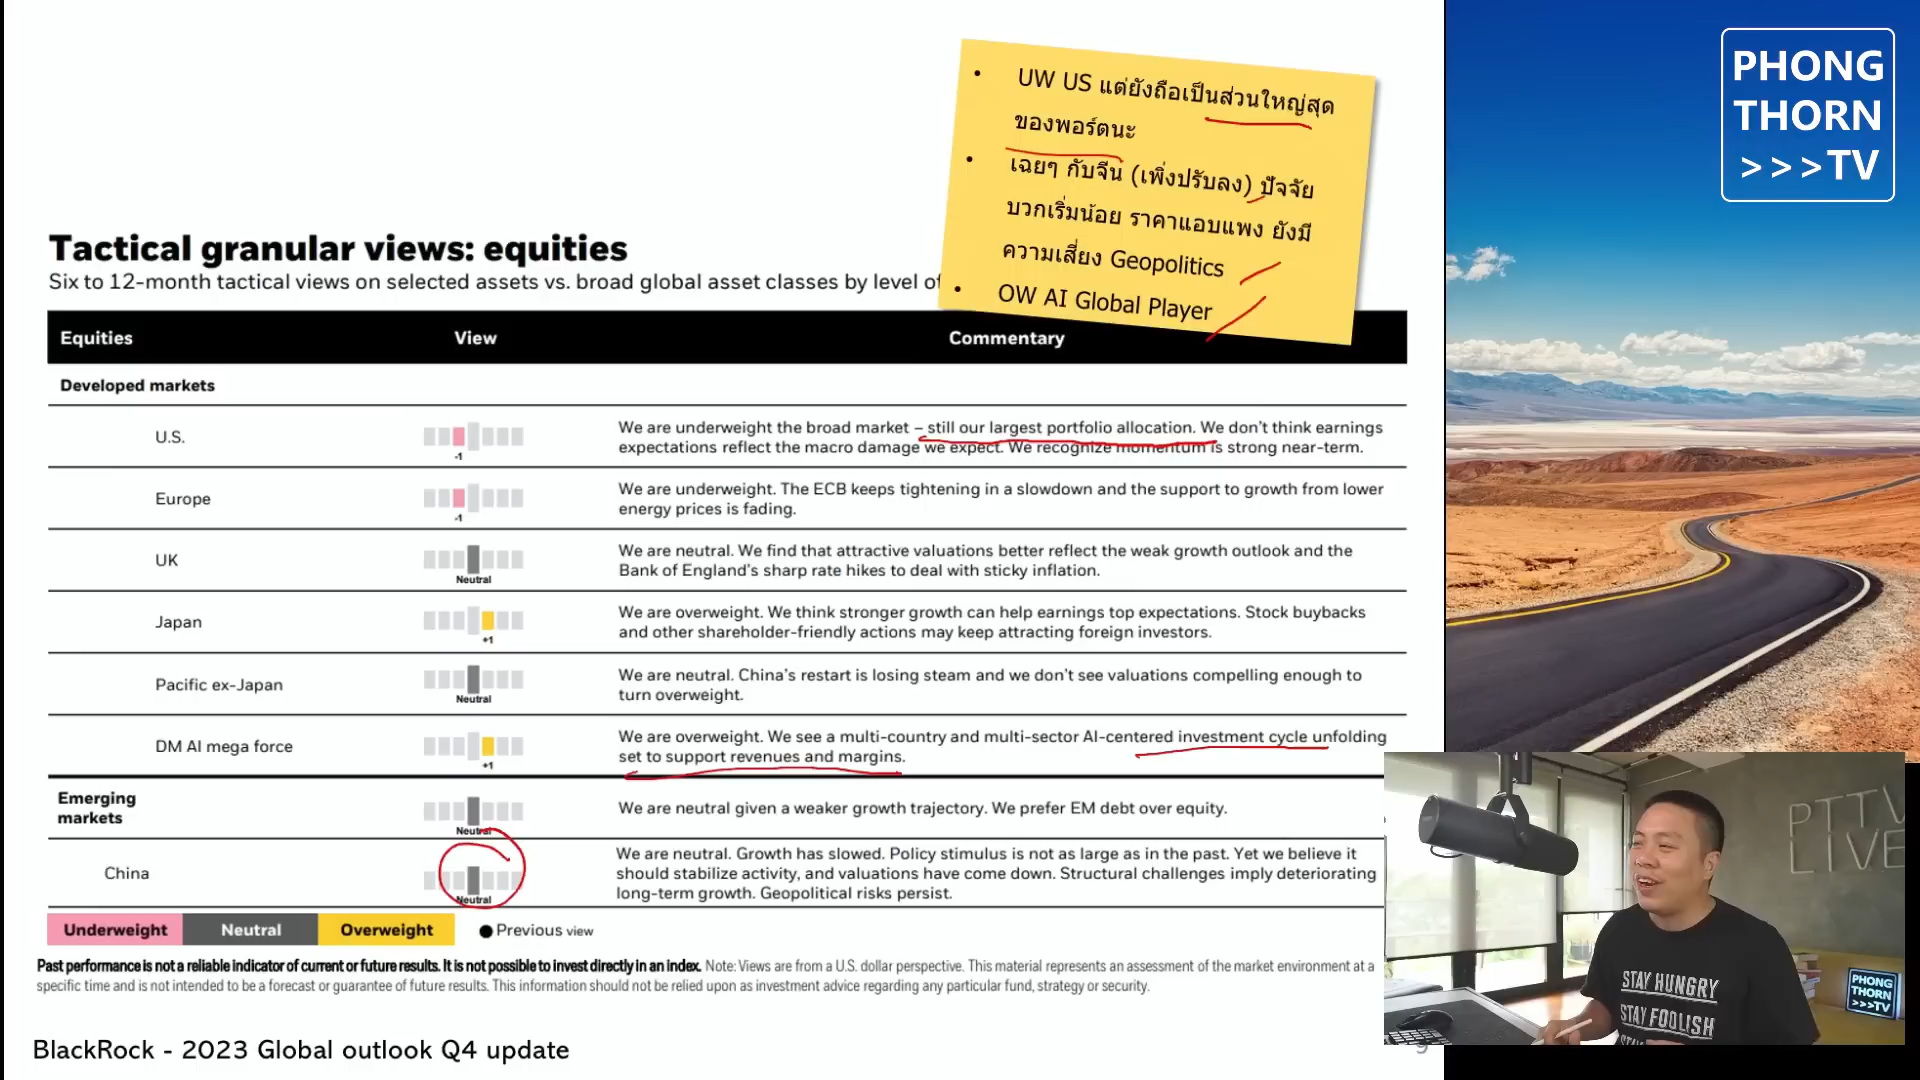 PHONG
THORN
>>>TV
• UW US แต่ยังถือเป็นส่วนใหญ่สุด
ของพอร์ตนะ
• เฉยๆ กับจีน (เพิ่งปรับลง) ปัจจัย
บวกเริ่มน้อย ราคาแอบแพง ยังมี
ความเสี่ยง Geopolitics
• OW AI Global Player
Tactical granular views: equities
Six to 12-month tactical views on selected assets vs. broad global asset classes by level of
Equities View Commentary
Developed markets
U.S. -1 We are underweight the broad market – still our largest portfolio allocation. We don't think earnings
expectations reflect the macro damage we expect. We recognize momentum is strong near-term.
Europe -1 We are underweight. The ECB keeps tightening in a slowdown and the support to growth from lower
energy prices is fading.
UK Neutral We are neutral. We find that attractive valuations better reflect the weak growth outlook and the
Bank of England's sharp rate hikes to deal with sticky inflation.
Japan +1 We are overweight. We think stronger growth can help earnings top expectations. Stock buybacks
and other shareholder-friendly actions may keep attracting foreign investors.
Pacific ex-Japan Neutral We are neutral. China's restart is losing steam and we don't see valuations compelling enough to
turn overweight.
DM AI mega force +1 We are overweight. We see a multi-country and multi-sector AI-centered investment cycle unfolding
set to support revenues and margins.
Emerging
markets Neutral We are neutral given a weaker growth trajectory. We prefer EM debt over equity.
China Neutral We are neutral. Growth has slowed. Policy stimulus is not as large as in the past. Yet we believe it
should stabilize activity, and valuations have come down. Structural challenges imply deteriorating
long-term growth. Geopolitical risks persist.
Underweight Neutral Overweight ● Previous view
Past performance is not a reliable indicator of current or future results. It is not possible to invest directly in an index. Note: Views are from a U.S. dollar perspective. This material represents an assessment of the market environment at a
specific time and is not intended to be a forecast or guarantee of future results. This information should not be relied upon as investment advice regarding any particular fund, strategy or security.
BlackRock - 2023 Global outlook Q4 update
PTTV
LIVE
STAY HUNGRY
STAY FOOLISH
PHONG
THORN
>>>TV